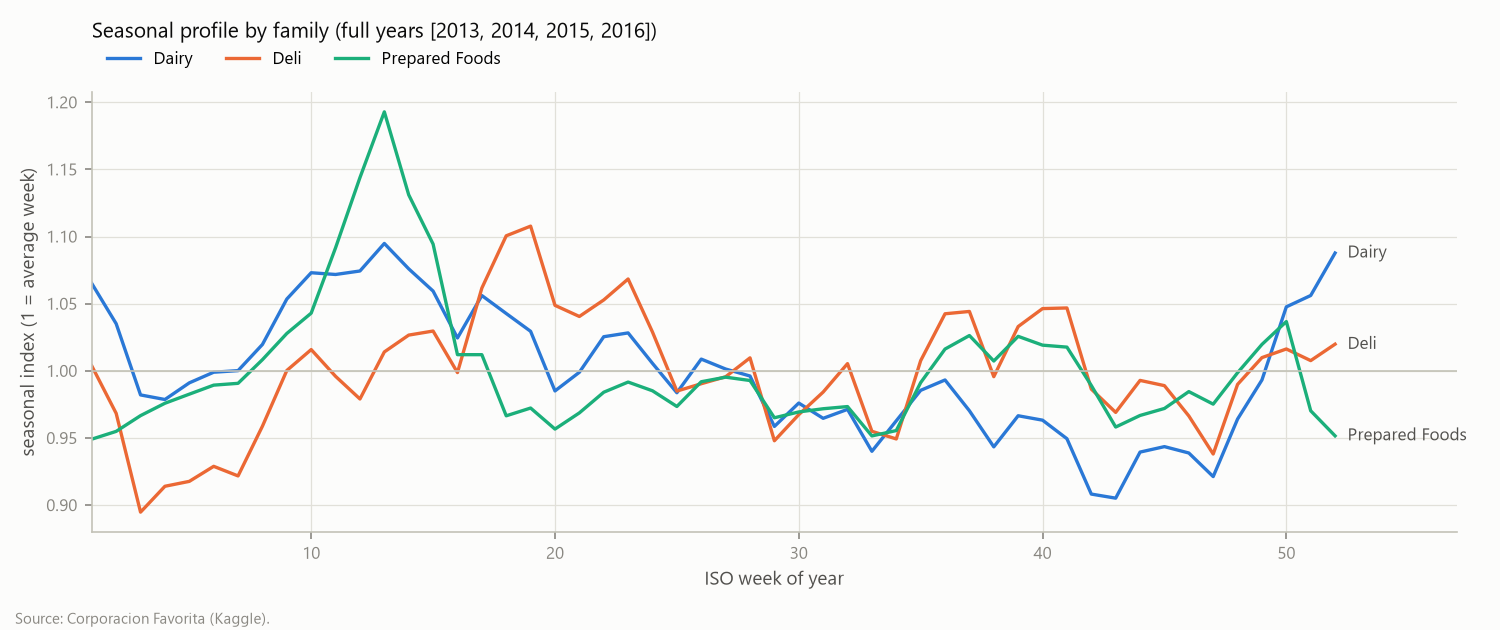 Seasonal profile by family (full years [2013, 2014, 2015, 2016])
Dairy Deli Prepared Foods
seasonal index (1 = average week)
1.20
1.15
1.10
1.05
1.00
0.95
0.90
Dairy
Deli
Prepared Foods
10 20 30 40 50
ISO week of year
Source: Corporacion Favorita (Kaggle).